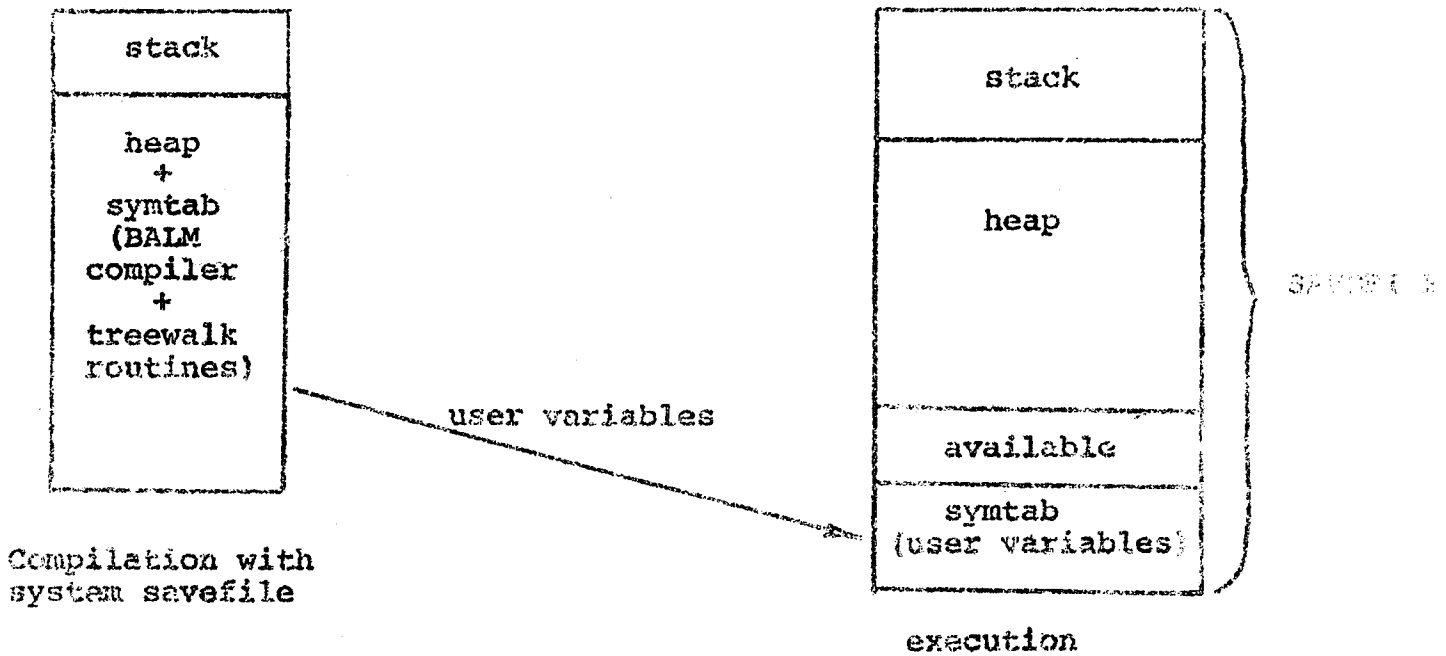 stack
heap
+
symtab
(BALM
compiler
+
treewalk
routines)
Compilation with
system savefile
user variables
stack
heap
available
symtab
(user variables)
execution